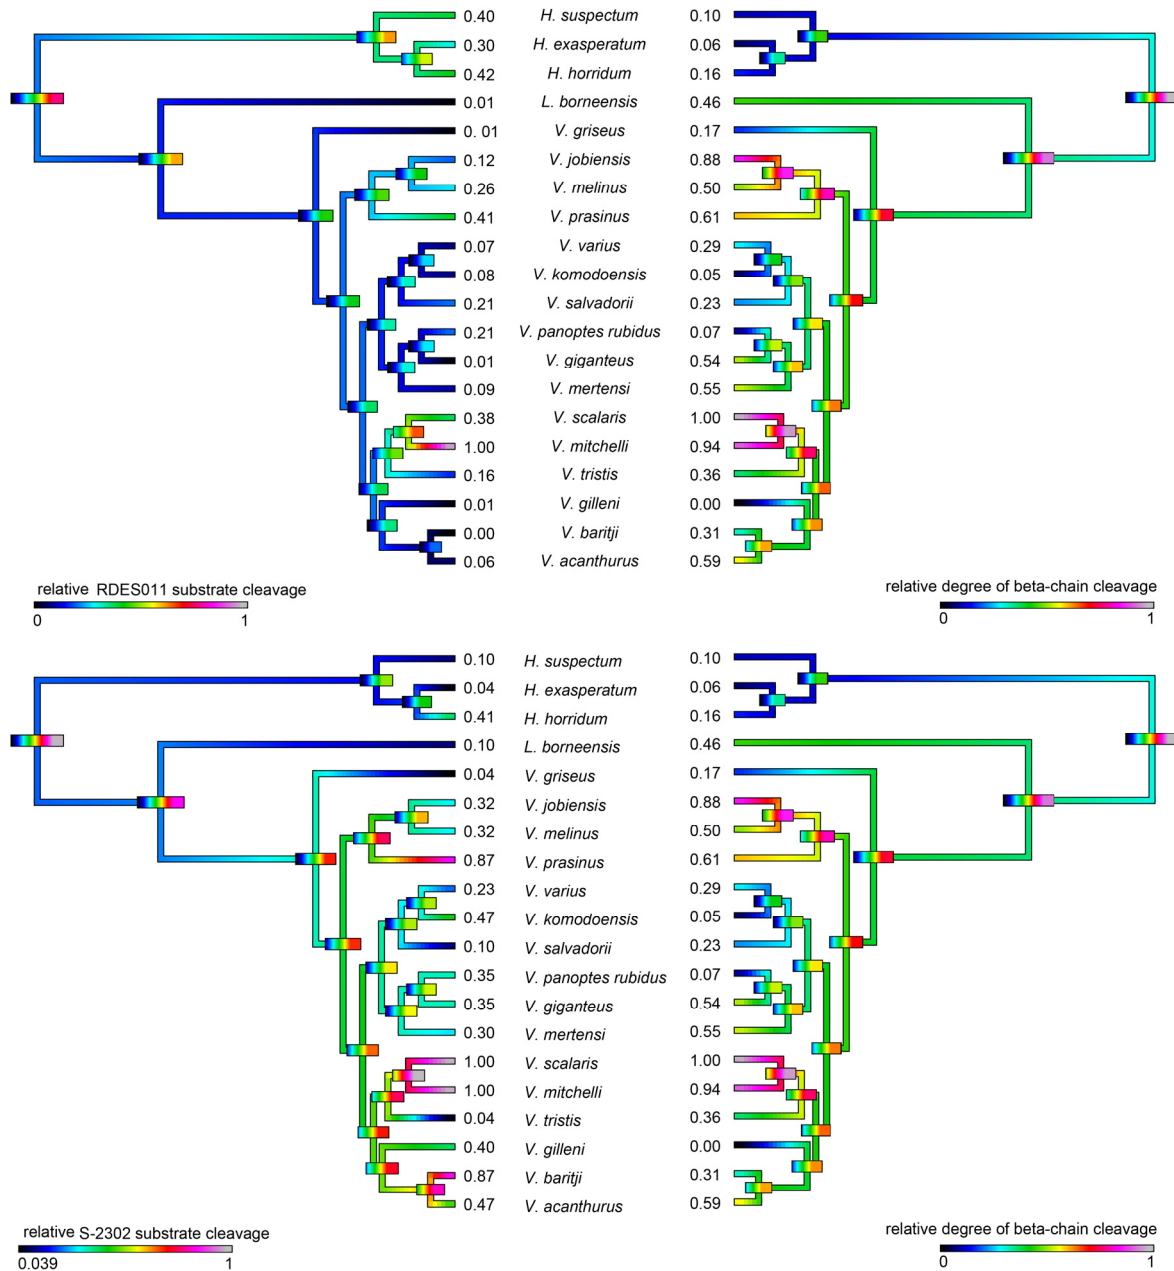 0.40 H. suspectum 0.10
0.30 H. exasperatum 0.06
0.42 H. horridum 0.16
0.01 L. borneensis 0.46
0. 01 V. griseus 0.17
0.12 V. jobiensis 0.88
0.26 V. melinus 0.50
0.41 V. prasinus 0.61
0.07 V. varius 0.29
0.08 V. komodoensis 0.05
0.21 V. salvadorii 0.23
0.21 V. panoptes rubidus 0.07
0.01 V. giganteus 0.54
0.09 V. mertensi 0.55
0.38 V. scalaris 1.00
1.00 V. mitchelli 0.94
0.16 V. tristis 0.36
0.01 V. gilleni 0.00
0.00 V. baritji 0.31
0.06 V. acanthurus 0.59
relative RDES011 substrate cleavage relative degree of beta-chain cleavage
0 1 0 1
0.10 H. suspectum 0.10
0.04 H. exasperatum 0.06
0.41 H. horridum 0.16
0.10 L. borneensis 0.46
0.04 V. griseus 0.17
0.32 V. jobiensis 0.88
0.32 V. melinus 0.50
0.87 V. prasinus 0.61
0.23 V. varius 0.29
0.47 V. komodoensis 0.05
0.10 V. salvadorii 0.23
0.35 V. panoptes rubidus 0.07
0.35 V. giganteus 0.54
0.30 V. mertensi 0.55
1.00 V. scalaris 1.00
1.00 V. mitchelli 0.94
0.04 V. tristis 0.36
0.40 V. gilleni 0.00
0.87 V. baritji 0.31
0.47 V. acanthurus 0.59
relative S-2302 substrate cleavage relative degree of beta-chain cleavage
0.039 1 0 1